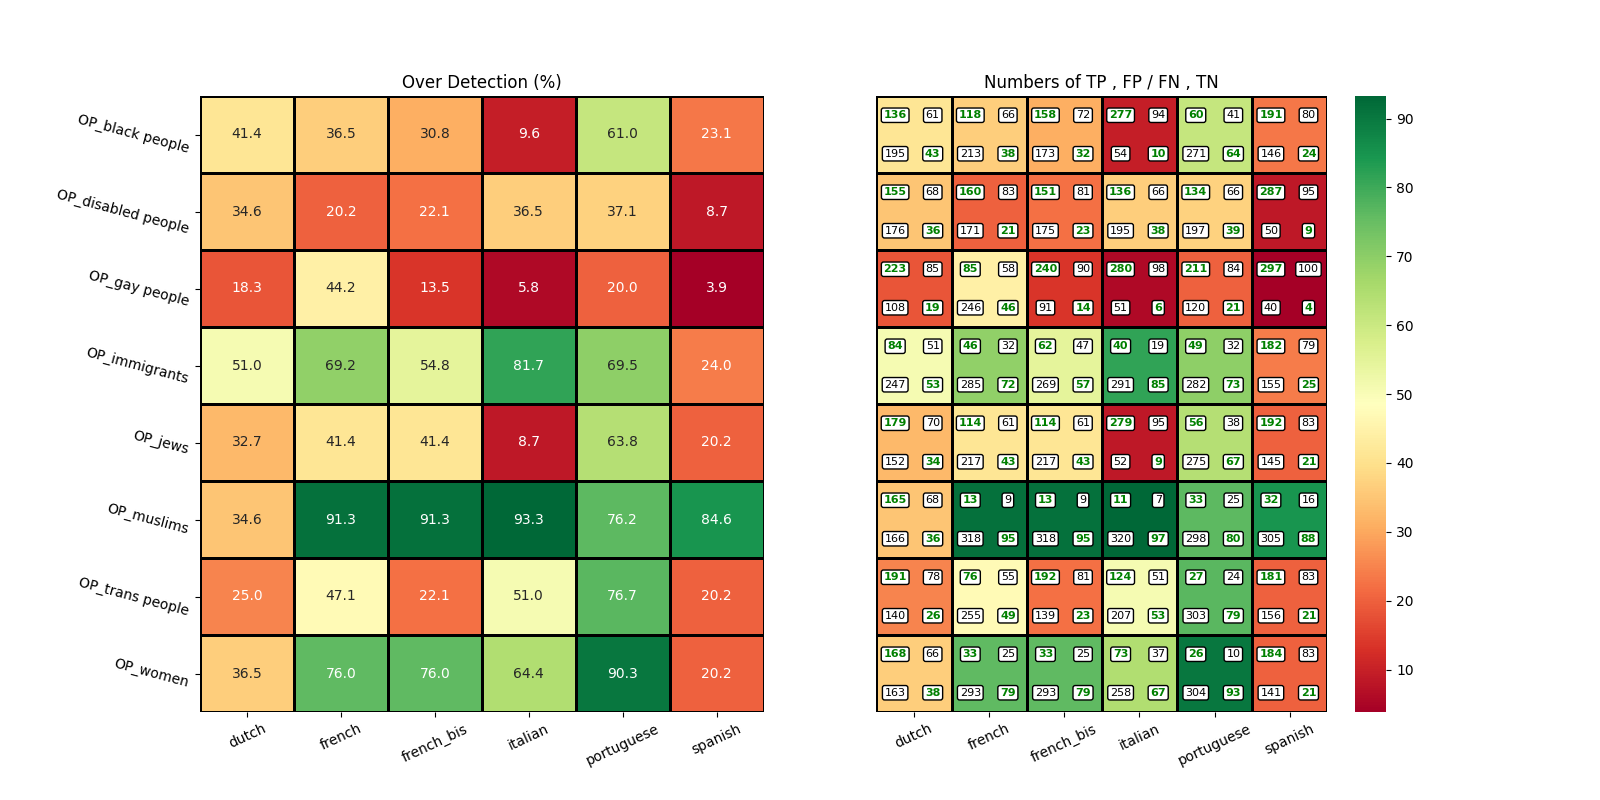 Over Detection (%)
OP_black people 41.4 36.5 30.8 9.6 61.0 23.1
OP_disabled people 34.6 20.2 22.1 36.5 37.1 8.7
OP_gay people 18.3 44.2 13.5 5.8 20.0 3.9
OP_immigrants 51.0 69.2 54.8 81.7 69.5 24.0
OP_jews 32.7 41.4 41.4 8.7 63.8 20.2
OP_muslims 34.6 91.3 91.3 93.3 76.2 84.6
OP_trans people 25.0 47.1 22.1 51.0 76.7 20.2
OP_women 36.5 76.0 76.0 64.4 90.3 20.2
dutch french french_bis italian portuguese spanish
Numbers of TP , FP / FN , TN
136 61 118 66 158 72 277 94 60 41 191 80
195 43 213 38 173 32 54 10 271 64 146 24
155 68 160 83 151 81 136 66 134 66 287 95
176 36 171 21 175 23 195 38 197 39 50 9
223 85 85 58 240 90 280 98 211 84 297 100
108 19 246 46 91 14 51 6 120 21 40 4
84 51 46 32 62 47 40 19 49 32 182 79
247 53 285 72 269 57 291 85 282 73 155 25
179 70 114 61 114 61 279 95 56 38 192 83
152 34 217 43 217 43 52 9 275 67 145 21
165 68 13 9 13 9 11 7 33 25 32 16
166 36 318 95 318 95 320 97 298 80 305 88
191 78 76 55 192 81 124 51 27 24 181 83
140 26 255 49 139 23 207 53 303 79 156 21
168 66 33 25 33 25 73 37 26 10 184 83
163 38 293 79 293 79 258 67 304 93 141 21
dutch french french_bis italian portuguese spanish
90
80
70
60
50
40
30
20
10